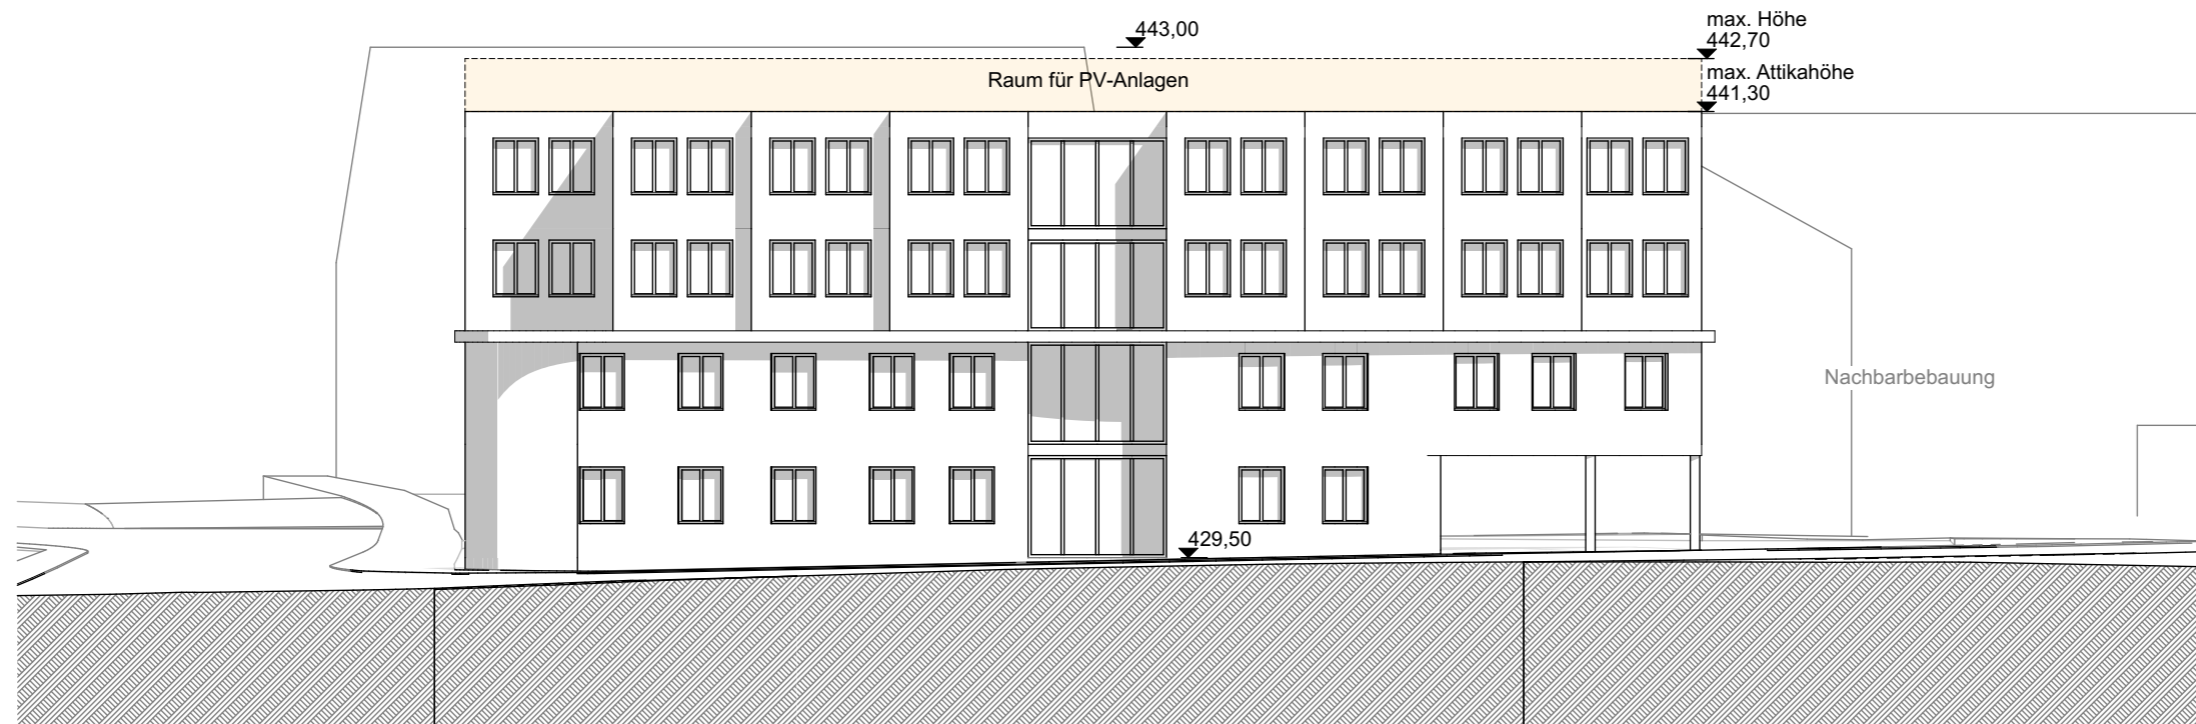 443,00
max. Höhe
442,70
Raum für PV-Anlagen
max. Attikahöhe
441,30
Nachbarbebauung
429,50